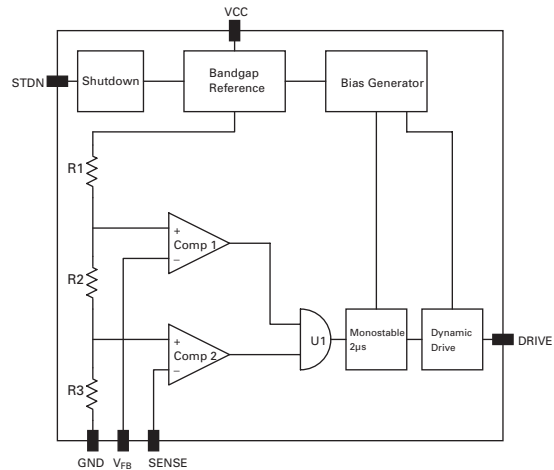 VCC
STDN
Shutdown
Bandgap
Reference
Bias Generator
R1
+
Comp 1
−
R2
U1
Monostable
2µs
Dynamic
Drive
DRIVE
+
Comp 2
−
R3
GND
VFB
SENSE